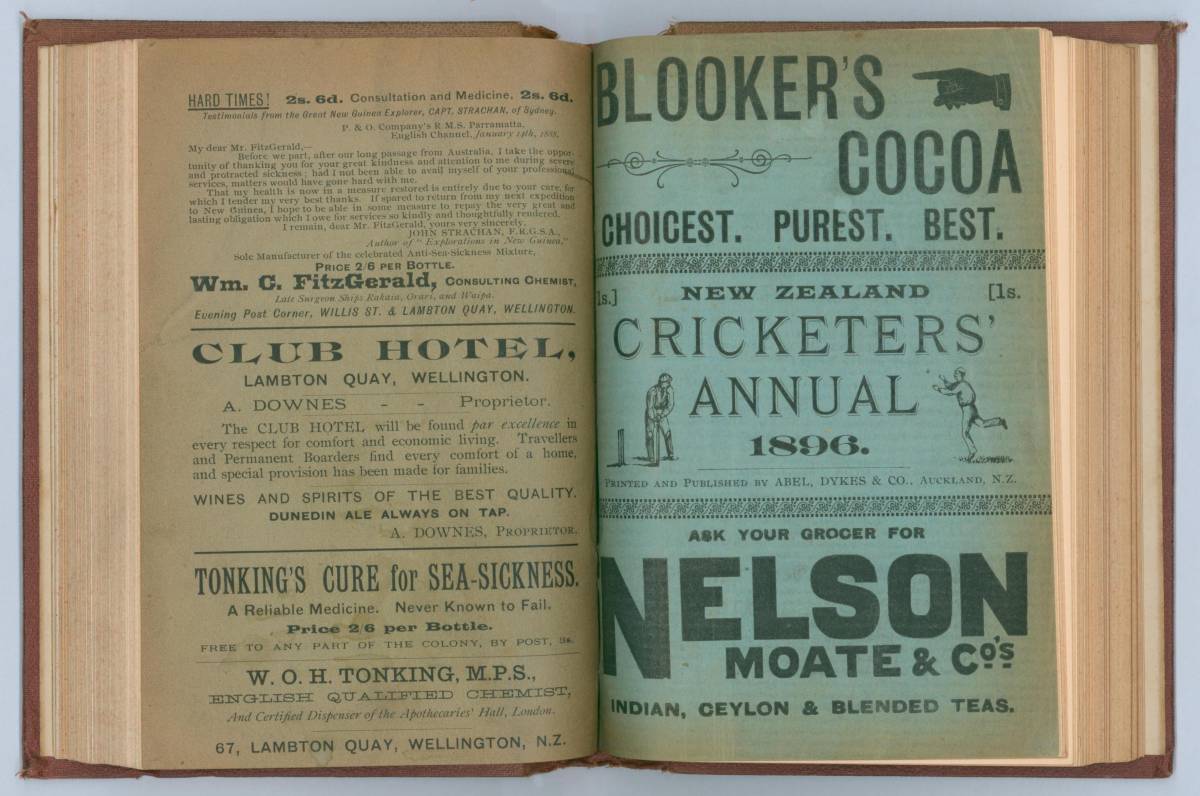 HARD TIMES! 2s. 6d. Consultation and Medicine, 2s. 6d.
Testimonials from the Great New Guinea Explorer, CAPT. STRACHAN, of Sydney.
P. & O. Company's R.M.S. Parramatta,
English Channel, January 14th, 1888.
My dear Mr. FitzGerald,—
Before we part, after our long passage from Australia, I take the oppor-
tunity of thanking you for your great kindness and attention to me during severe
and protracted sickness; had I not been able to avail myself of your professional
services, matters would have gone hard with me.
That my health is now in a measure restored is entirely due to your care, for
which I tender my very best thanks. If spared to return from my next expedition
to New Guinea, I hope to be able in some measure to repay the very great and
lasting obligation which I owe for services so kindly and thoughtfully rendered.
I remain, dear Mr. FitzGerald, yours very sincerely,
JOHN STRACHAN, F.R.G.S.A.,
Author of "Explorations in New Guinea,"
Sole Manufacturer of the celebrated Anti-Sea-Sickness Mixture,
PRICE 2/6 PER BOTTLE.
Wm. C. FitzGerald, CONSULTING CHEMIST,
Late Surgeon Ships Rakaia, Orari, and Waipa.
Evening Post Corner, WILLIS ST. & LAMBTON QUAY, WELLINGTON.
CLUB HOTEL,
LAMBTON QUAY, WELLINGTON.
A. DOWNES - - Proprietor.
The CLUB HOTEL will be found par excellence in
every respect for comfort and economic living. Travellers
and Permanent Boarders find every comfort of a home,
and special provision has been made for families.
WINES AND SPIRITS OF THE BEST QUALITY.
DUNEDIN ALE ALWAYS ON TAP.
A. DOWNES, PROPRIETOR.
TONKING'S CURE for SEA-SICKNESS.
A Reliable Medicine. Never Known to Fail.
Price 2/6 per Bottle.
FREE TO ANY PART OF THE COLONY, BY POST, 3s.
W. O. H. TONKING, M.P.S.,
ENGLISH QUALIFIED CHEMIST,
And Certified Dispenser of the Apothecaries' Hall, London.
67, LAMBTON QUAY, WELLINGTON, N.Z.
BLOOKER'S
COCOA
CHOICEST. PUREST. BEST.
1s.] NEW ZEALAND [1s.
CRICKETERS'
ANNUAL
1896.
PRINTED AND PUBLISHED BY ABEL, DYKES & CO., AUCKLAND, N.Z.
ASK YOUR GROCER FOR
NELSON
MOATE & Co's
INDIAN, CEYLON & BLENDED TEAS.